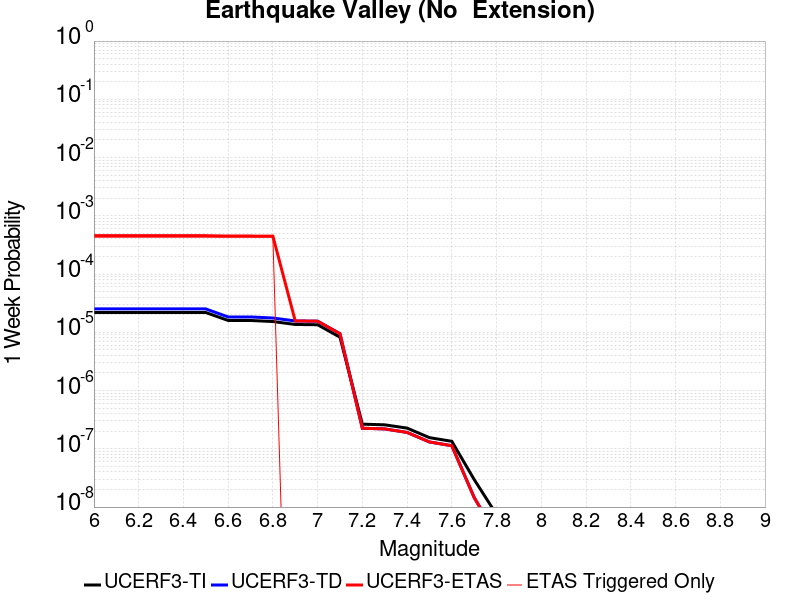 Earthquake Valley (No  Extension)
10^0
10^-1
10^-2
10^-3
10^-4
10^-5
10^-6
10^-7
10^-8
1 Week Probability
6 6.2 6.4 6.6 6.8 7 7.2 7.4 7.6 7.8 8 8.2 8.4 8.6 8.8 9
Magnitude
UCERF3-TI UCERF3-TD UCERF3-ETAS ETAS Triggered Only